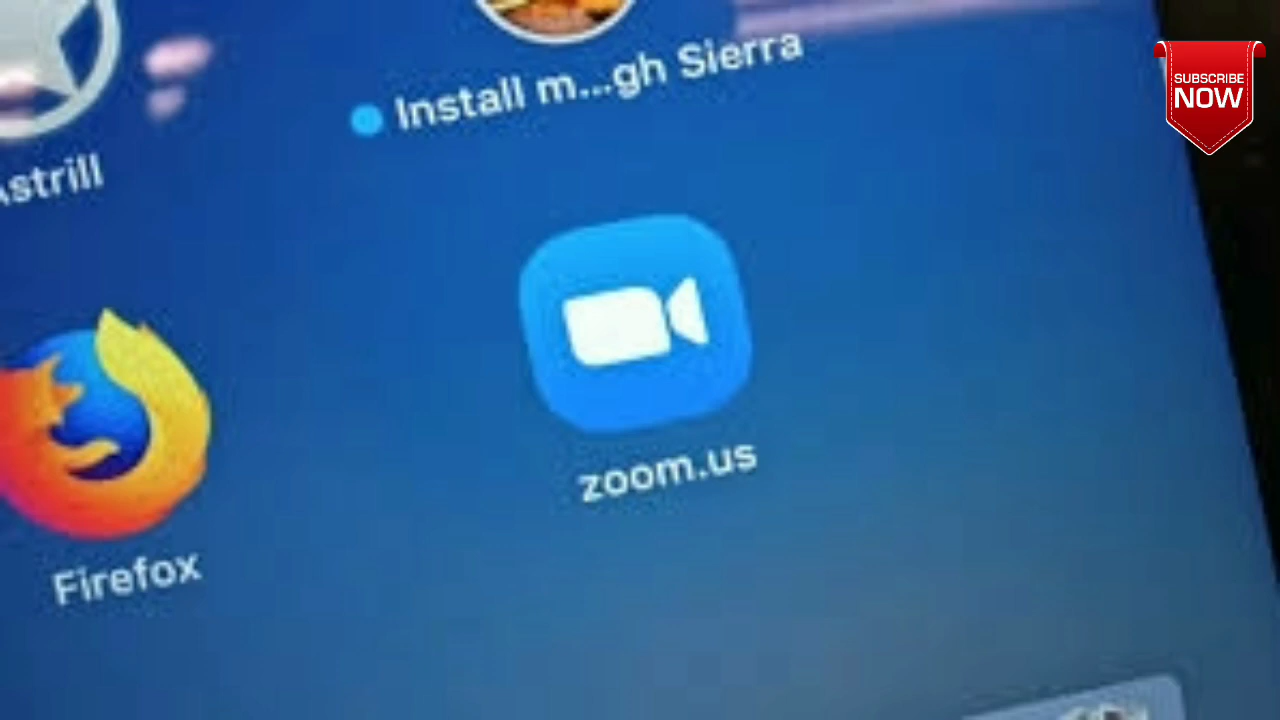 Install m...gh Sierra
SUBSCRIBE
NOW
Astrill
zoom.us
Firefox